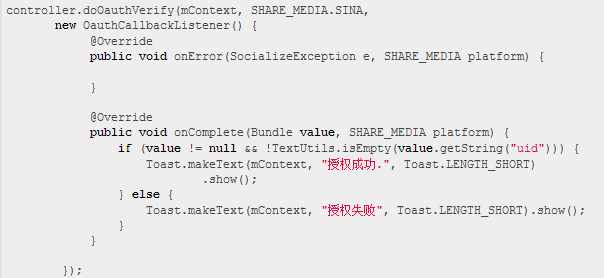 controller.doOauthVerify(mContext, SHARE_MEDIA.SINA,
new OauthCallbackListener() {
@Override
public void onError(SocializeException e, SHARE_MEDIA platform) {
}
@Override
public void onComplete(Bundle value, SHARE_MEDIA platform) {
if (value != null && !TextUtils.isEmpty(value.getString("uid"))) {
Toast.makeText(mContext, "授权成功.", Toast.LENGTH_SHORT)
.show();
} else {
Toast.makeText(mContext, "授权失败", Toast.LENGTH_SHORT).show();
}
}
});